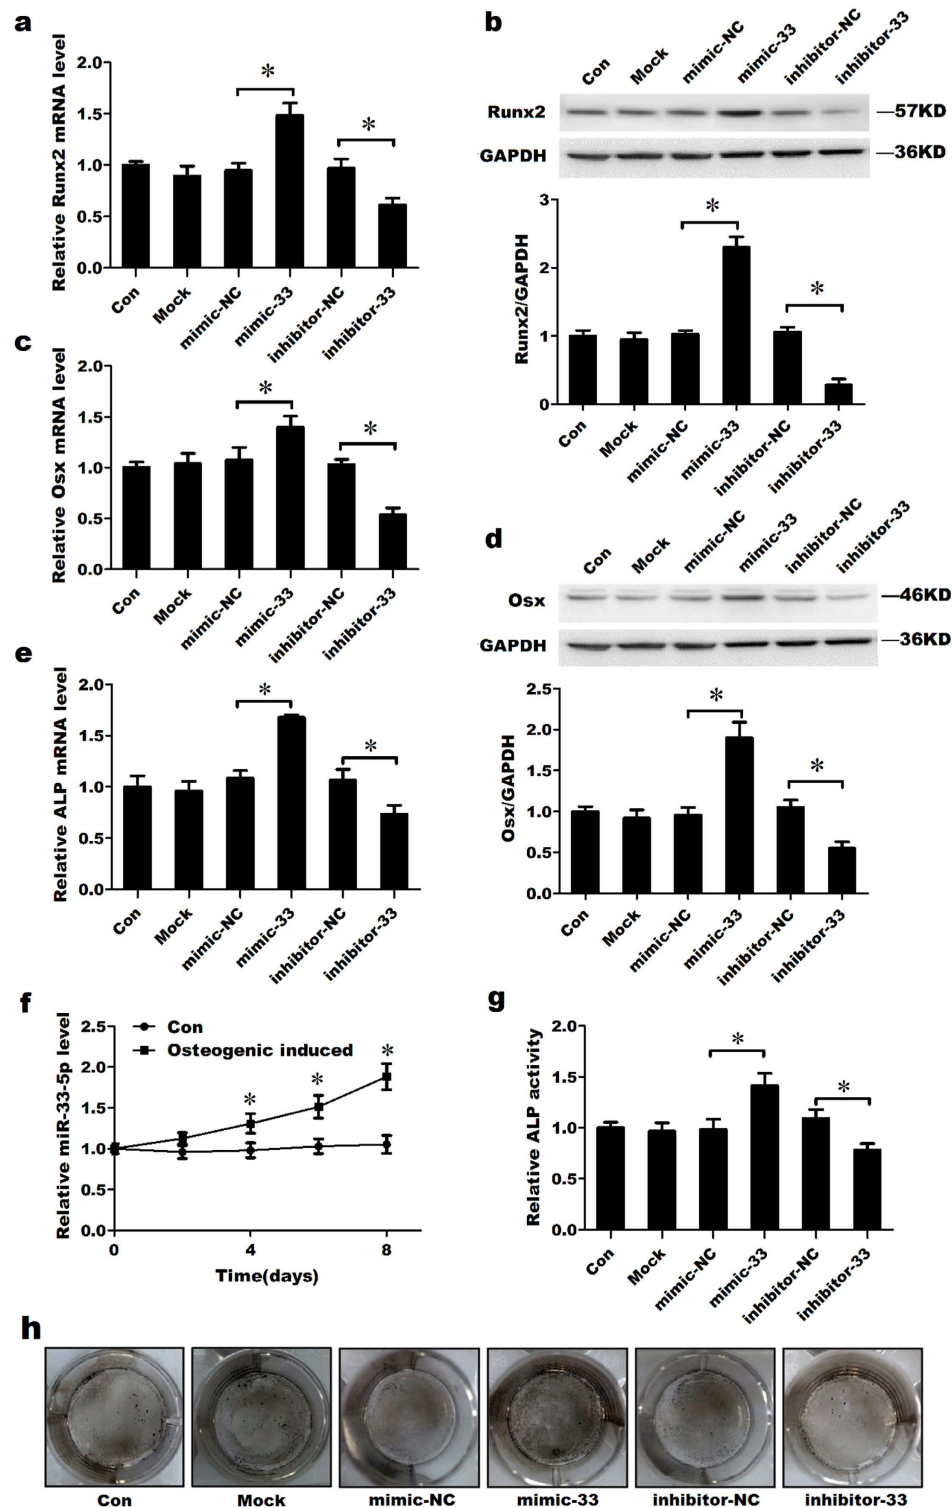 a
Relative Runx2 mRNA level
2.0
1.5
1.0
0.5
0.0
*
*
Con
Mock
mimic-NC
mimic-33
inhibitor-NC
inhibitor-33
b
Con
Mock
mimic-NC
mimic-33
inhibitor-NC
inhibitor-33
Runx2
—57KD
GAPDH
—36KD
Runx2/GAPDH
3
2
1
0
*
*
Con
Mock
mimic-NC
mimic-33
inhibitor-NC
inhibitor-33
c
Relative Osx mRNA level
2.0
1.5
1.0
0.5
0.0
*
*
Con
Mock
mimic-NC
mimic-33
inhibitor-NC
inhibitor-33
d
Con
Mock
mimic-NC
mimic-33
inhibitor-NC
inhibitor-33
Osx
—46KD
GAPDH
—36KD
Osx/GAPDH
2.5
2.0
1.5
1.0
0.5
0.0
*
*
Con
Mock
mimic-NC
mimic-33
inhibitor-NC
inhibitor-33
e
Relative ALP mRNA level
2.0
1.5
1.0
0.5
0.0
*
*
Con
Mock
mimic-NC
mimic-33
inhibitor-NC
inhibitor-33
f
Relative miR-33-5p level
2.5
2.0
1.5
1.0
0.5
0.0
Con
Osteogenic induced
*
*
*
0
4
8
Time(days)
g
Relative ALP activity
2.0
1.5
1.0
0.5
0.0
*
*
Con
Mock
mimic-NC
mimic-33
inhibitor-NC
inhibitor-33
h
Con
Mock
mimic-NC
mimic-33
inhibitor-NC
inhibitor-33